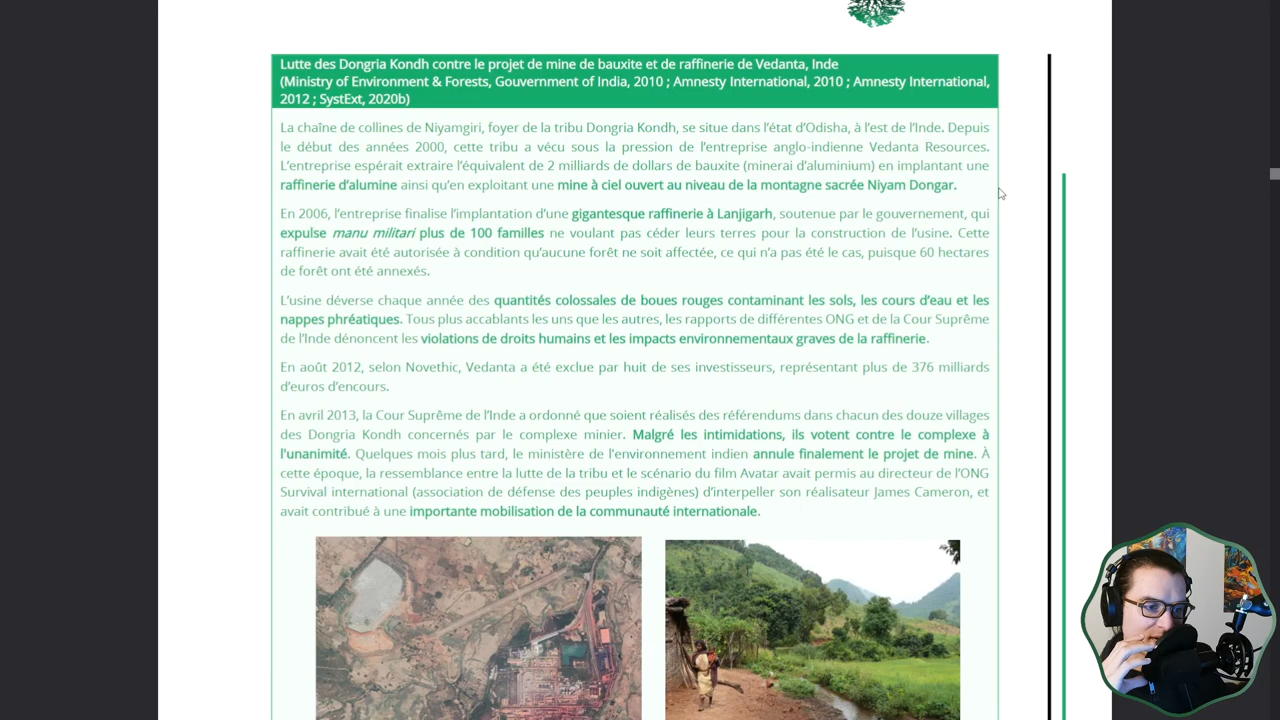 Lutte des Dongria Kondh contre le projet de mine de bauxite et de raffinerie de Vedanta, Inde
(Ministry of Environment & Forests, Gouvernment of India, 2010 ; Amnesty International, 2010 ; Amnesty International,
2012 ; SystExt, 2020b)
La chaîne de collines de Niyamgiri, foyer de la tribu Dongria Kondh, se situe dans l’état d’Odisha, à l’est de l’Inde. Depuis
le début des années 2000, cette tribu a vécu sous la pression de l’entreprise anglo-indienne Vedanta Resources.
L’entreprise espérait extraire l’équivalent de 2 milliards de dollars de bauxite (minerai d’aluminium) en implantant une
raffinerie d’alumine ainsi qu’en exploitant une mine à ciel ouvert au niveau de la montagne sacrée Niyam Dongar.
En 2006, l’entreprise finalise l’implantation d’une gigantesque raffinerie à Lanjigarh, soutenue par le gouvernement, qui
expulse manu militari plus de 100 familles ne voulant pas céder leurs terres pour la construction de l’usine. Cette
raffinerie avait été autorisée à condition qu’aucune forêt ne soit affectée, ce qui n’a pas été le cas, puisque 60 hectares
de forêt ont été annexés.
L’usine déverse chaque année des quantités colossales de boues rouges contaminant les sols, les cours d’eau et les
nappes phréatiques. Tous plus accablants les uns que les autres, les rapports de différentes ONG et de la Cour Suprême
de l’Inde dénoncent les violations de droits humains et les impacts environnementaux graves de la raffinerie.
En août 2012, selon Novethic, Vedanta a été exclue par huit de ses investisseurs, représentant plus de 376 milliards
d’euros d’encours.
En avril 2013, la Cour Suprême de l’Inde a ordonné que soient réalisés des référendums dans chacun des douze villages
des Dongria Kondh concernés par le complexe minier. Malgré les intimidations, ils votent contre le complexe à
l'unanimité. Quelques mois plus tard, le ministère de l'environnement indien annule finalement le projet de mine. À
cette époque, la ressemblance entre la lutte de la tribu et le scénario du film Avatar avait permis au directeur de l’ONG
Survival international (association de défense des peuples indigènes) d’interpeller son réalisateur James Cameron, et
avait contribué à une importante mobilisation de la communauté internationale.